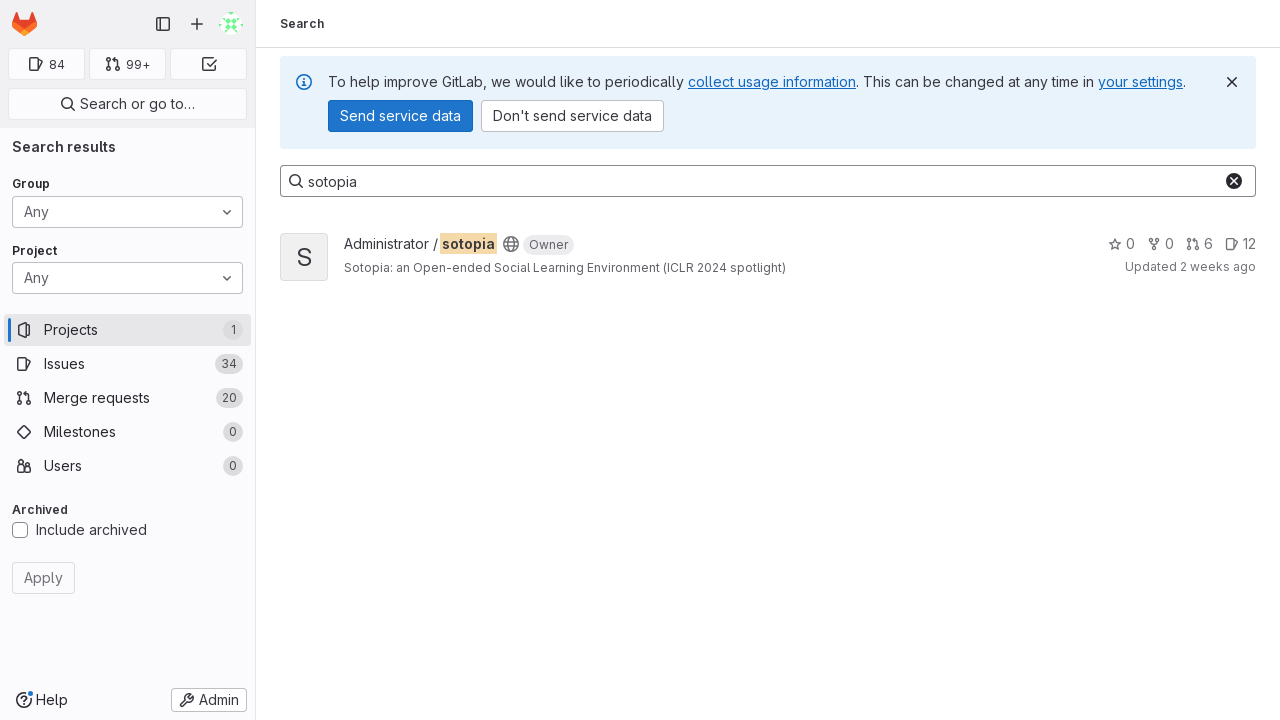 84
99+
Search or go to…
Search results
Group
Any
Project
Any
Projects 1
Issues 34
Merge requests 20
Milestones 0
Users 0
Archived
Include archived
Apply
Help
Admin
Search
To help improve GitLab, we would like to periodically collect usage information. This can be changed at any time in your settings.
Send service data
Don't send service data
sotopia
S
Administrator / sotopia Owner
0 0 6 12
Sotopia: an Open-ended Social Learning Environment (ICLR 2024 spotlight)
Updated 2 weeks ago